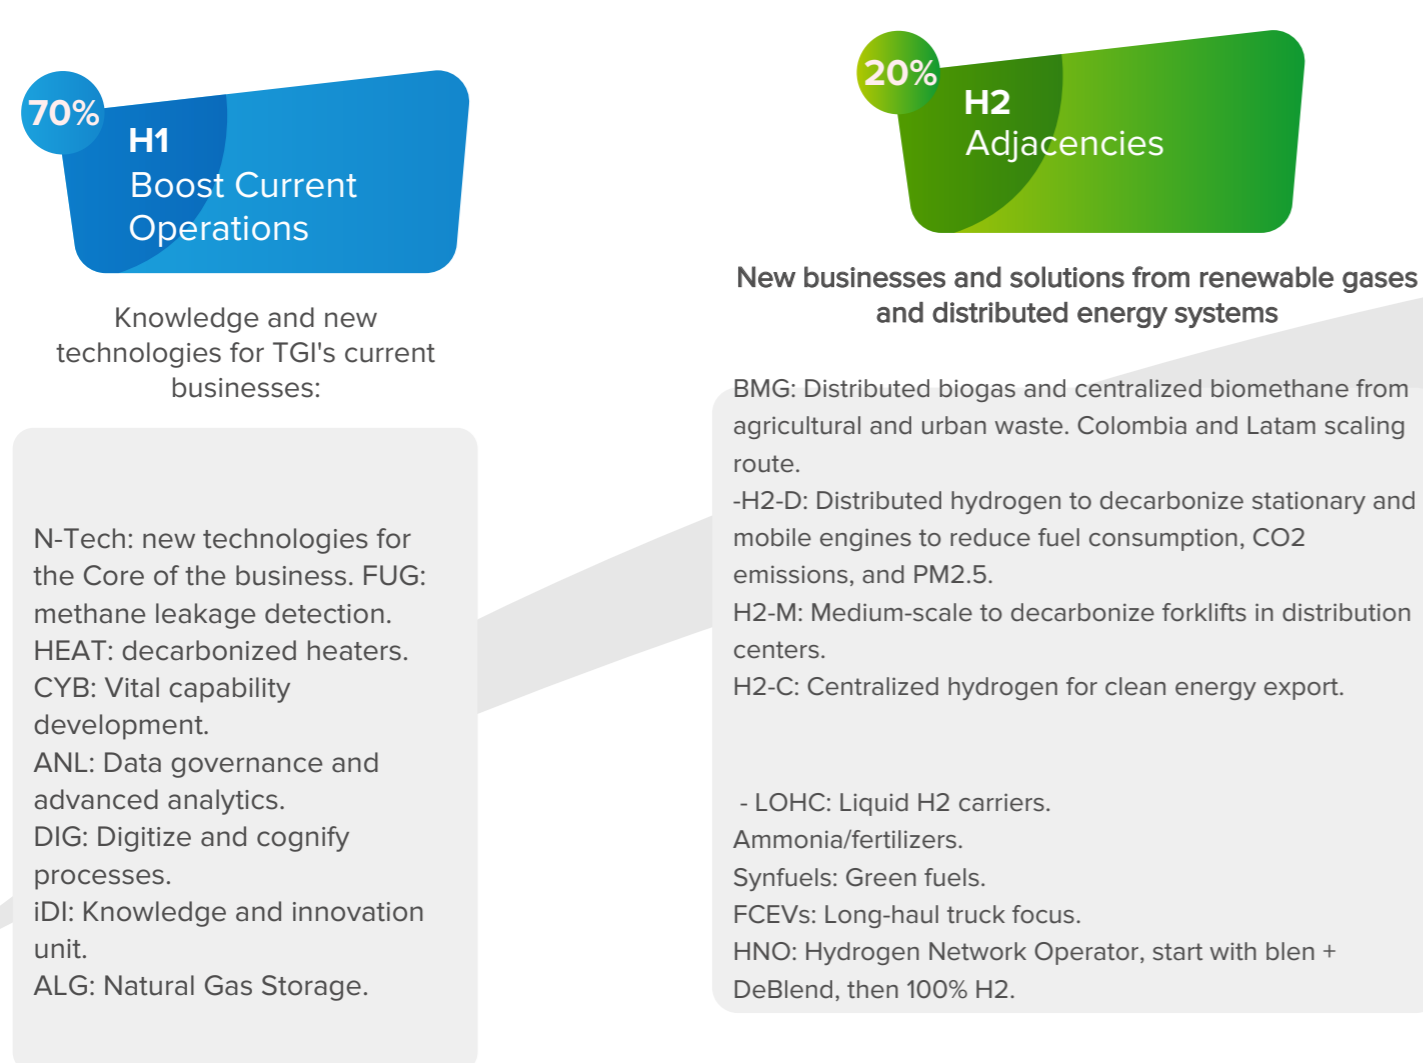 70%
H1
Boost Current
Operations
Knowledge and new
technologies for TGI's current
businesses:
N-Tech: new technologies for
the Core of the business. FUG:
methane leakage detection.
HEAT: decarbonized heaters.
CYB: Vital capability
development.
ANL: Data governance and
advanced analytics.
DIG: Digitize and cognify
processes.
iDI: Knowledge and innovation
unit.
ALG: Natural Gas Storage.
20%
H2
Adjacencies
New businesses and solutions from renewable gases
and distributed energy systems
BMG: Distributed biogas and centralized biomethane from
agricultural and urban waste. Colombia and Latam scaling
route.
-H2-D: Distributed hydrogen to decarbonize stationary and
mobile engines to reduce fuel consumption, CO2
emissions, and PM2.5.
H2-M: Medium-scale to decarbonize forklifts in distribution
centers.
H2-C: Centralized hydrogen for clean energy export.
- LOHC: Liquid H2 carriers.
Ammonia/fertilizers.
Synfuels: Green fuels.
FCEVs: Long-haul truck focus.
HNO: Hydrogen Network Operator, start with blen +
DeBlend, then 100% H2.